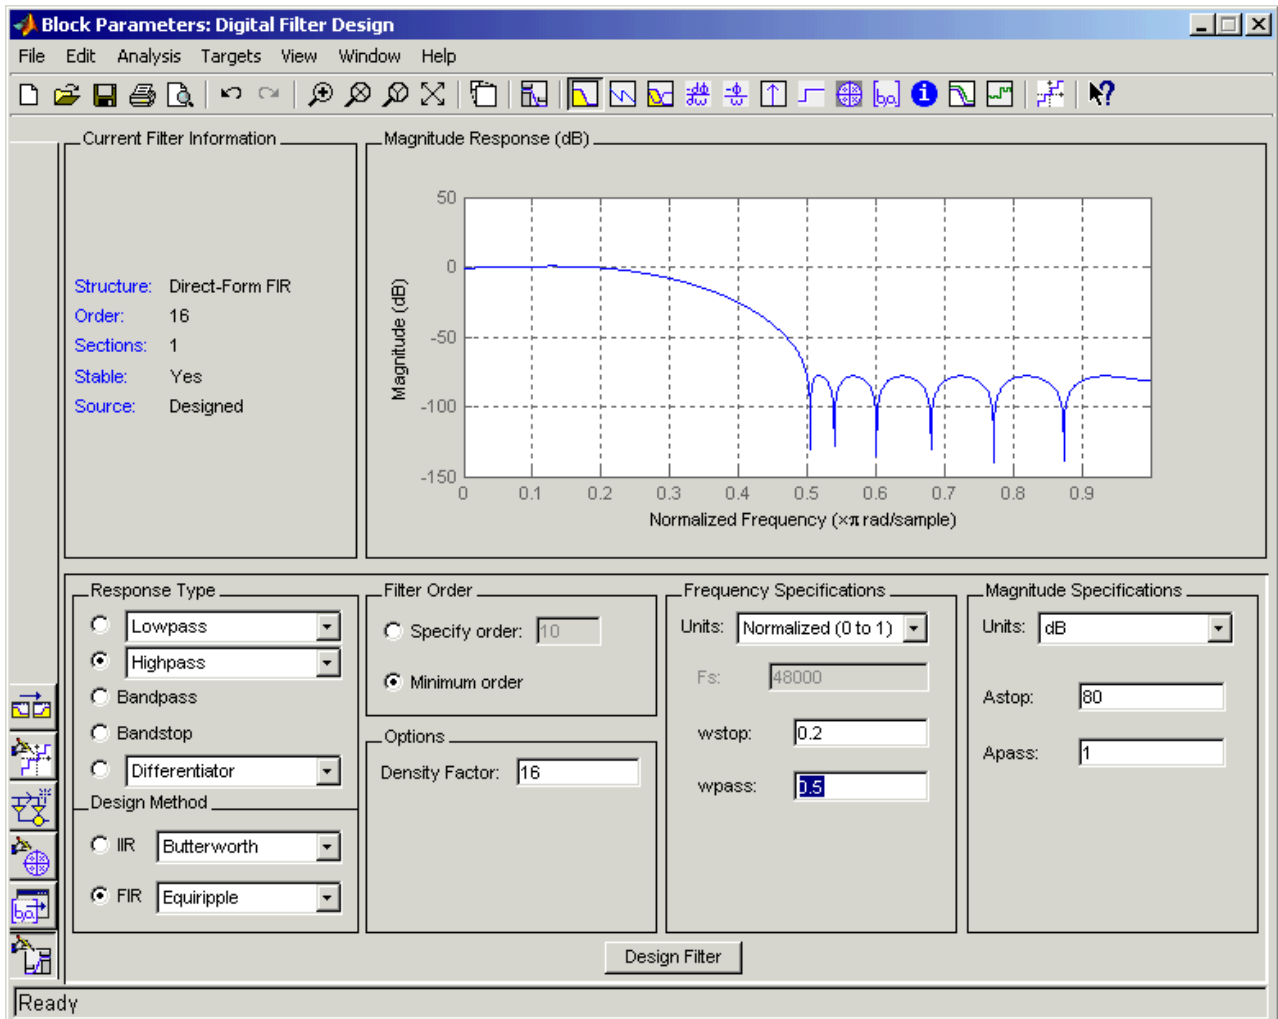 Block Parameters: Digital Filter Design
File Edit Analysis Targets View Window Help
Current Filter Information
Structure: Direct-Form FIR
Order: 16
Sections: 1
Stable: Yes
Source: Designed
Magnitude Response (dB)
50
0
-50
-100
-150
Magnitude (dB)
0 0.1 0.2 0.3 0.4 0.5 0.6 0.7 0.8 0.9
Normalized Frequency (×π rad/sample)
Response Type
Lowpass
Highpass
Bandpass
Bandstop
Differentiator
Design Method
IIR Butterworth
FIR Equiripple
Filter Order
Specify order: 10
Minimum order
Options
Density Factor: 16
Frequency Specifications
Units: Normalized (0 to 1)
Fs: 48000
wstop: 0.2
wpass: 0.5
Magnitude Specifications
Units: dB
Astop: 80
Apass: 1
Design Filter
Ready